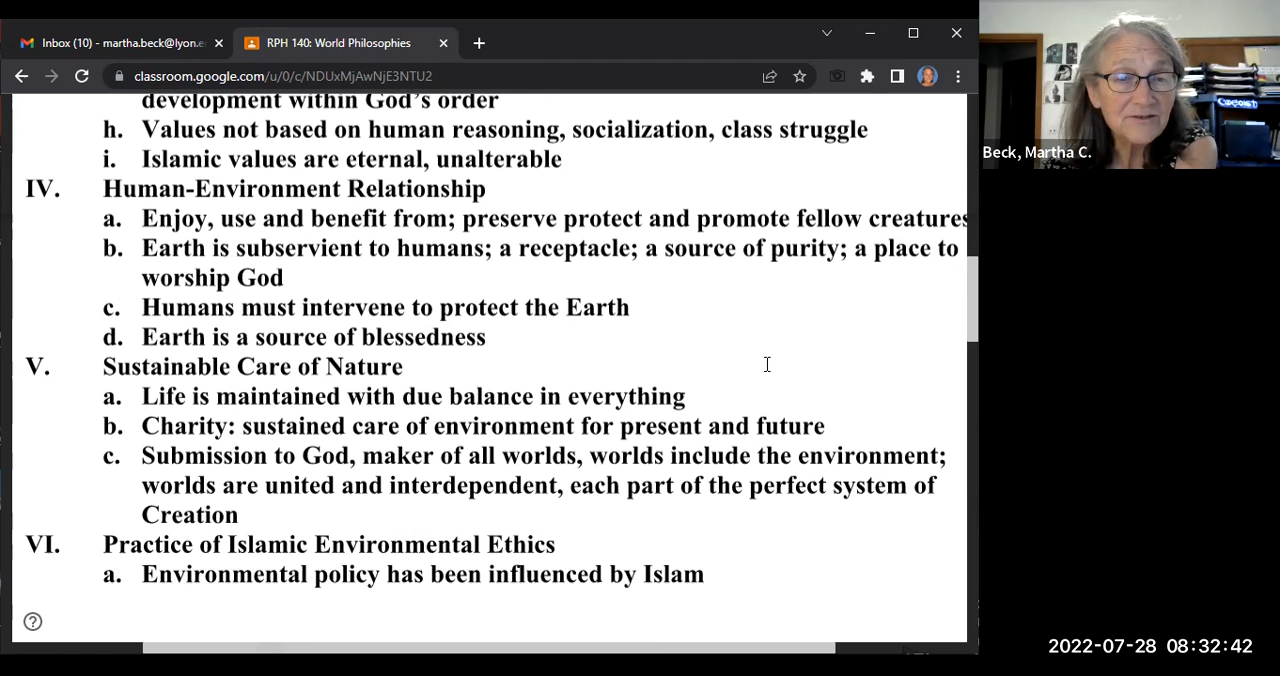 Inbox (10) - martha.beck@lyon.e
RPH 140: World Philosophies
classroom.google.com/u/0/c/NDUxMjAwNjE3NTU2
development within God's order
h. Values not based on human reasoning, socialization, class struggle
i. Islamic values are eternal, unalterable
IV. Human-Environment Relationship
a. Enjoy, use and benefit from; preserve protect and promote fellow creatures
b. Earth is subservient to humans; a receptacle; a source of purity; a place to
worship God
c. Humans must intervene to protect the Earth
d. Earth is a source of blessedness
V. Sustainable Care of Nature
a. Life is maintained with due balance in everything
b. Charity: sustained care of environment for present and future
c. Submission to God, maker of all worlds, worlds include the environment;
worlds are united and interdependent, each part of the perfect system of
Creation
VI. Practice of Islamic Environmental Ethics
a. Environmental policy has been influenced by Islam
Coexist
Beck, Martha C.
2022-07-28 08:32:42